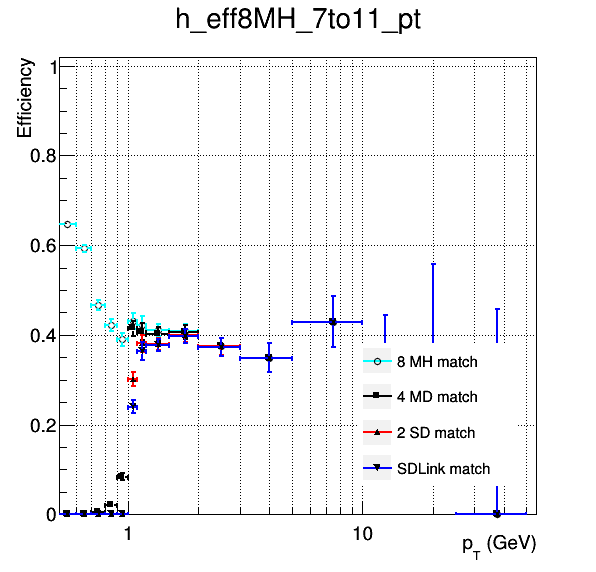 h_eff8MH_7to11_pt
Efficiency
1
0.8
0.6
0.4
0.2
0
8 MH match
4 MD match
2 SD match
SDLink match
1
10
p_T (GeV)